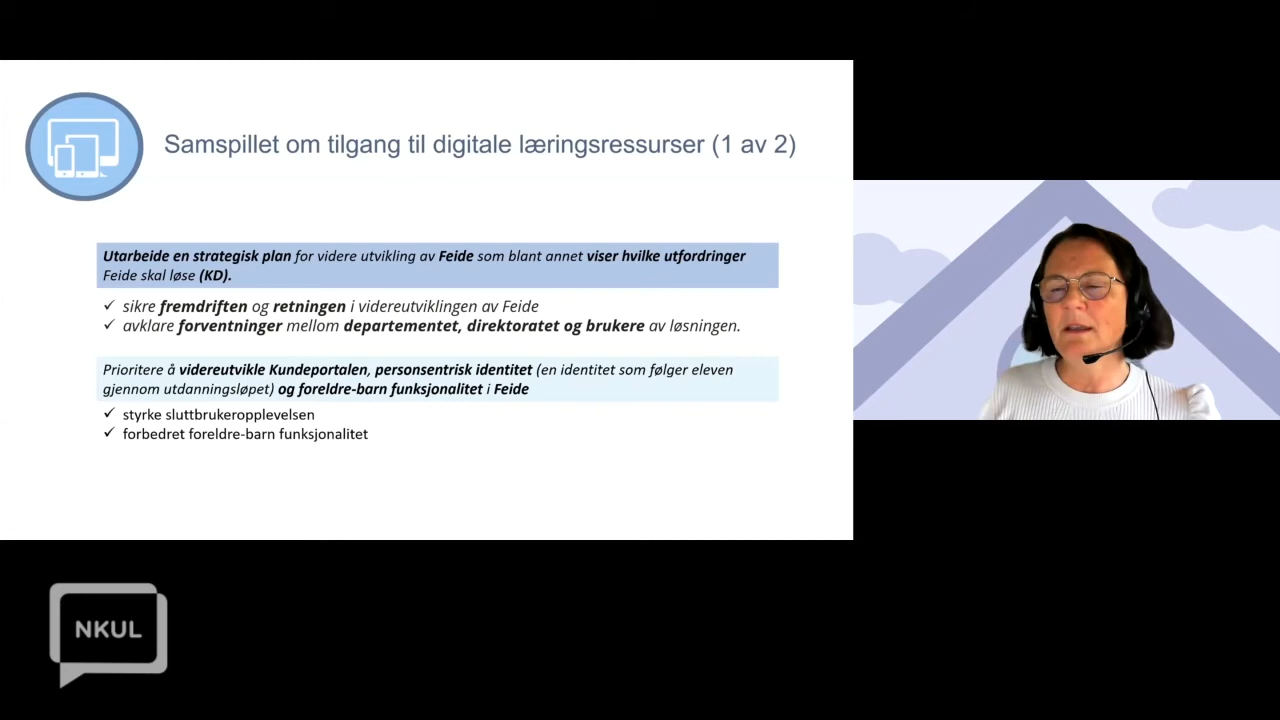 Samspillet om tilgang til digitale læringsressurser (1 av 2)
Utarbeide en strategisk plan for videre utvikling av Feide som blant annet viser hvilke utfordringer
Feide skal løse (KD).
✓ sikre fremdriften og retningen i videreutviklingen av Feide
✓ avklare forventninger mellom departementet, direktoratet og brukere av løsningen.
Prioritere å videreutvikle Kundeportalen, personsentrisk identitet (en identitet som følger eleven
gjennom utdanningsløpet) og foreldre-barn funksjonalitet i Feide
✓ styrke sluttbrukeropplevelsen
✓ forbedret foreldre-barn funksjonalitet
NKUL